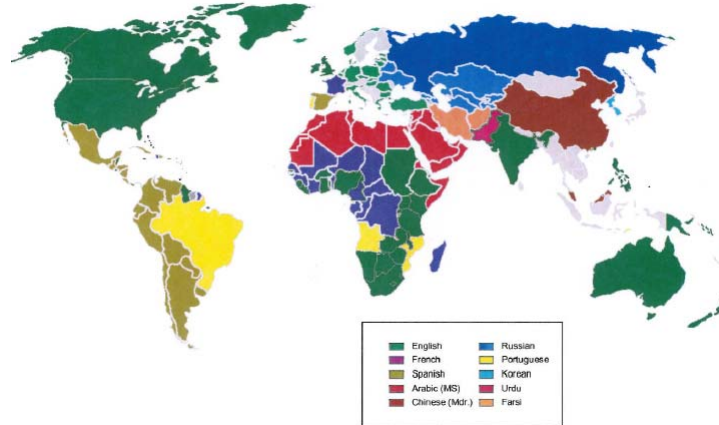 English
French
Spanish
Arabic (MS)
Chinese (Mdr.)
Russian
Portuguese
Korean
Urdu
Farsi